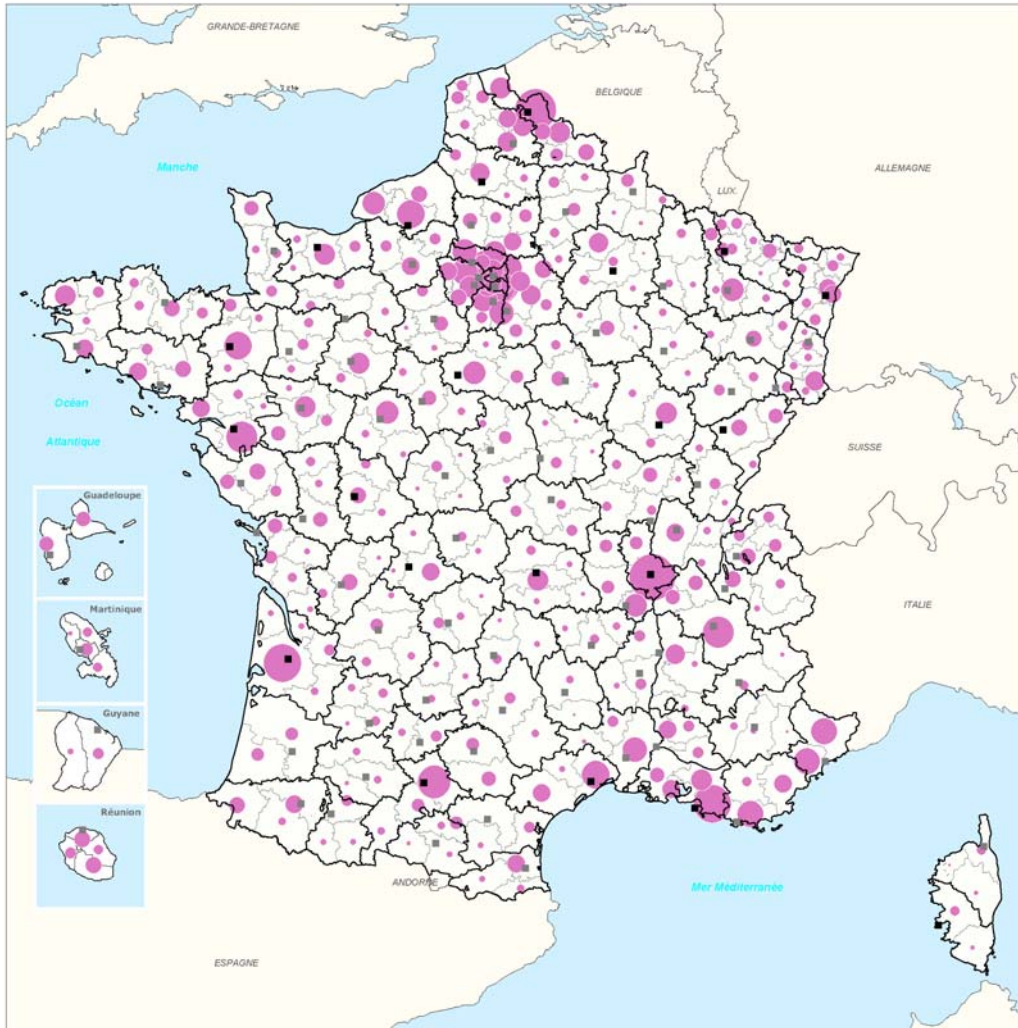 GRANDE-BRETAGNE
BELGIQUE
Manche
ALLEMAGNE
LUX.
Océan
Atlantique
SUISSE
Guadeloupe
Martinique
ITALIE
Guyane
Réunion
ANDORRE
Mer Méditerranée
ESPAGNE